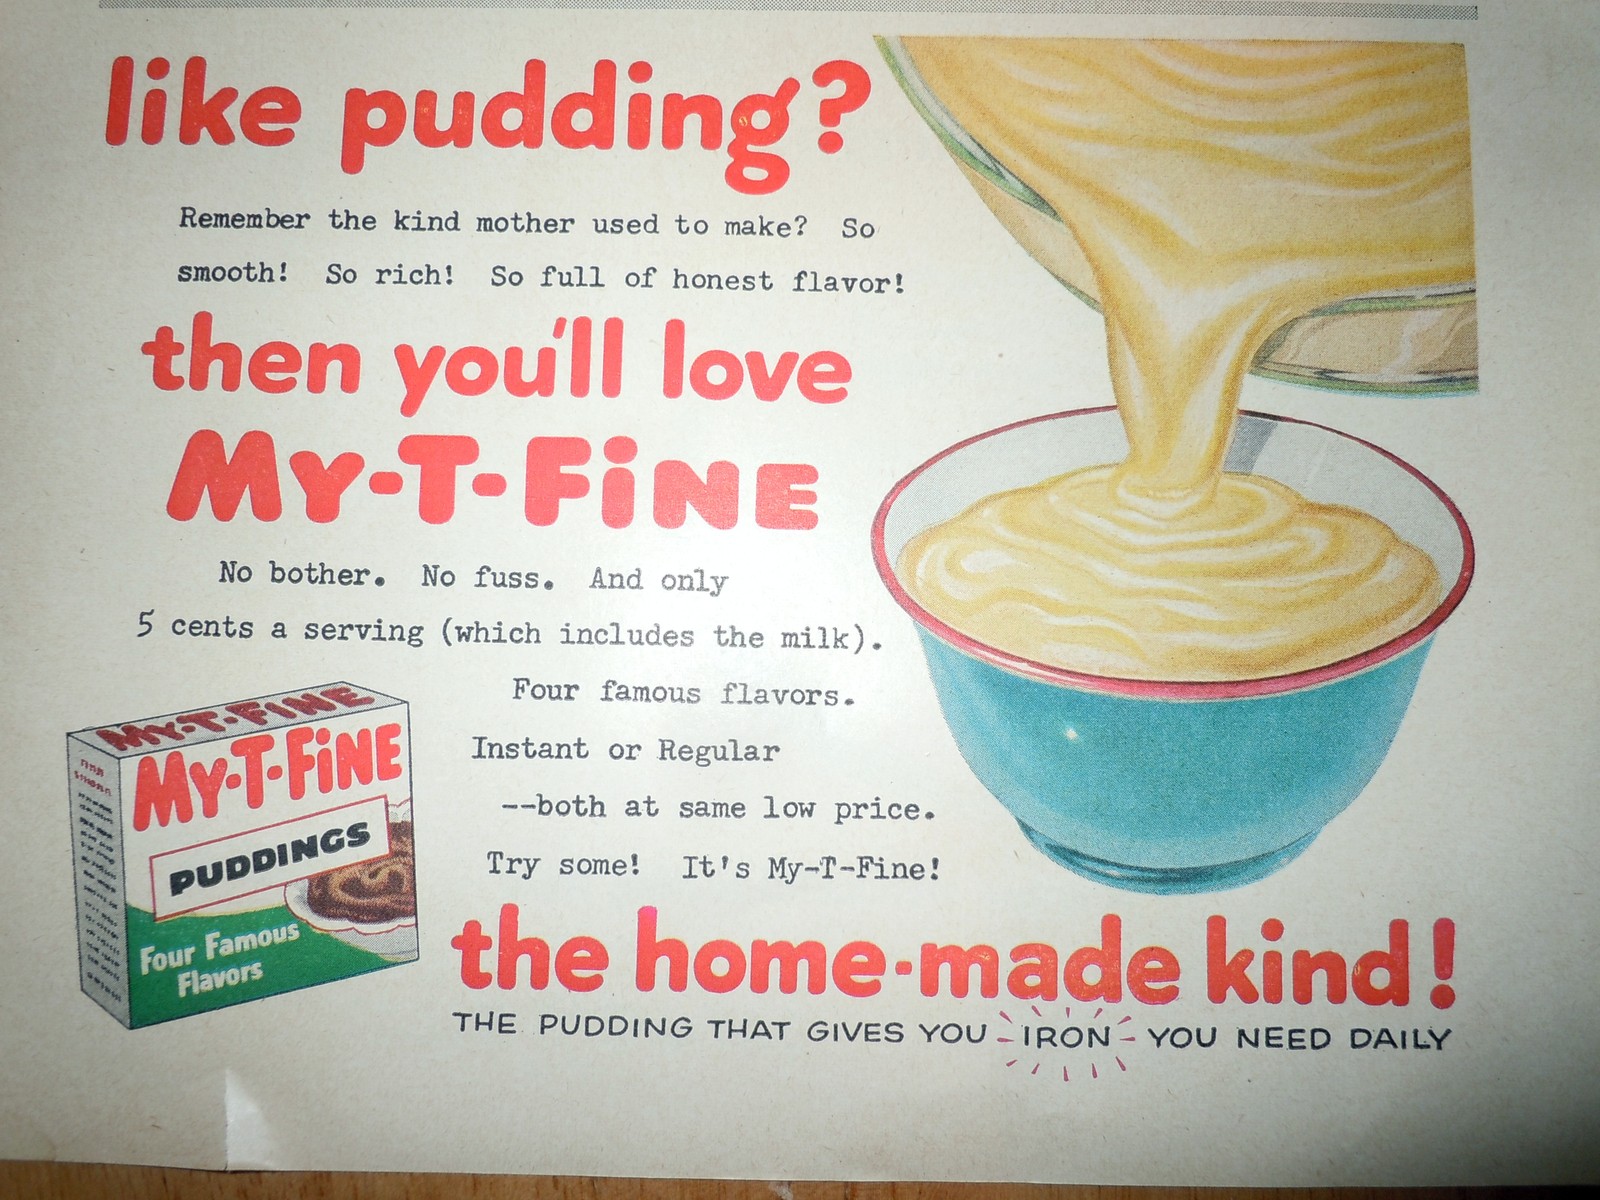 like pudding?
Remember the kind mother used to make? So
smooth! So rich! So full of honest flavor!
then you'll love
My-T-Fine
No bother. No fuss. And only
5 cents a serving (which includes the milk).
Four famous flavors.
Instant or Regular
--both at same low price.
Try some! It's My-T-Fine!
My-T-Fine
My-T-Fine
PUDDINGS
Four Famous
Flavors
the home-made kind!
THE PUDDING THAT GIVES YOU IRON YOU NEED DAILY